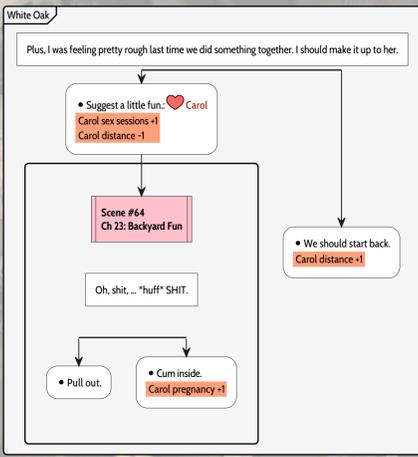 White Oak
Plus, I was feeling pretty rough last time we did something together. I should make it up to her.
• Suggest a little fun.: ❤ Carol
Carol sex sessions +1
Carol distance -1
Scene #64
Ch 23: Backyard Fun
• We should start back.
Carol distance +1
Oh, shit, ... *huff* SHIT.
• Pull out.
• Cum inside.
Carol pregnancy +1